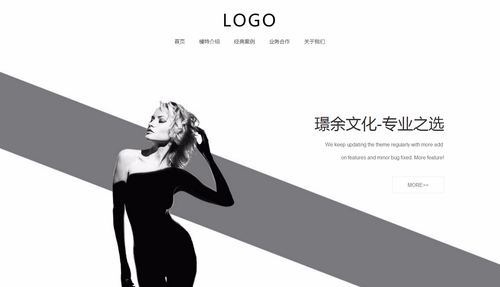 LOGO
首页 模特介绍 经典案例 业务合作 关于我们
璟余文化-专业之选
We keep updating the theme regularly with more add
on features and minor bug fixed. More feature!
MORE>>